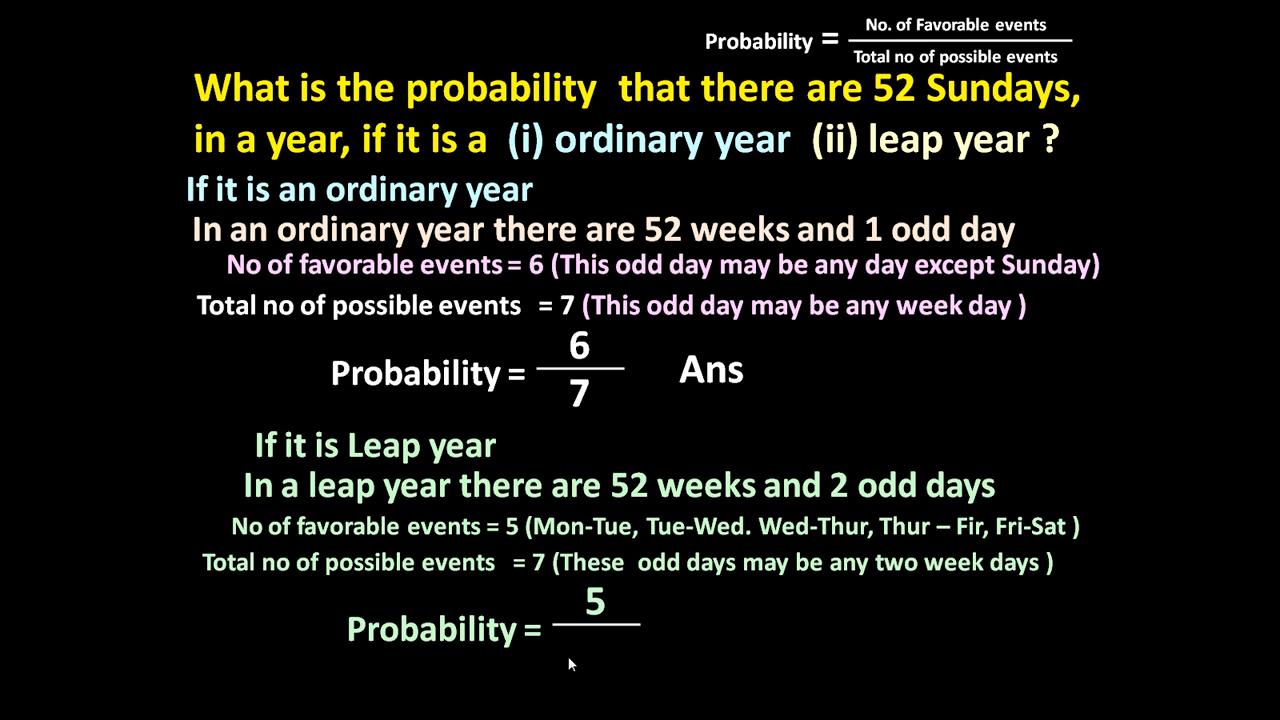 Probability = No. of Favorable events
Total no of possible events
What is the probability that there are 52 Sundays,
in a year, if it is a (i) ordinary year (ii) leap year ?
If it is an ordinary year
In an ordinary year there are 52 weeks and 1 odd day
No of favorable events = 6 (This odd day may be any day except Sunday)
Total no of possible events = 7 (This odd day may be any week day )
Probability = 6
7
Ans
If it is Leap year
In a leap year there are 52 weeks and 2 odd days
No of favorable events = 5 (Mon-Tue, Tue-Wed. Wed-Thur, Thur – Fir, Fri-Sat )
Total no of possible events = 7 (These odd days may be any two week days )
Probability = 5